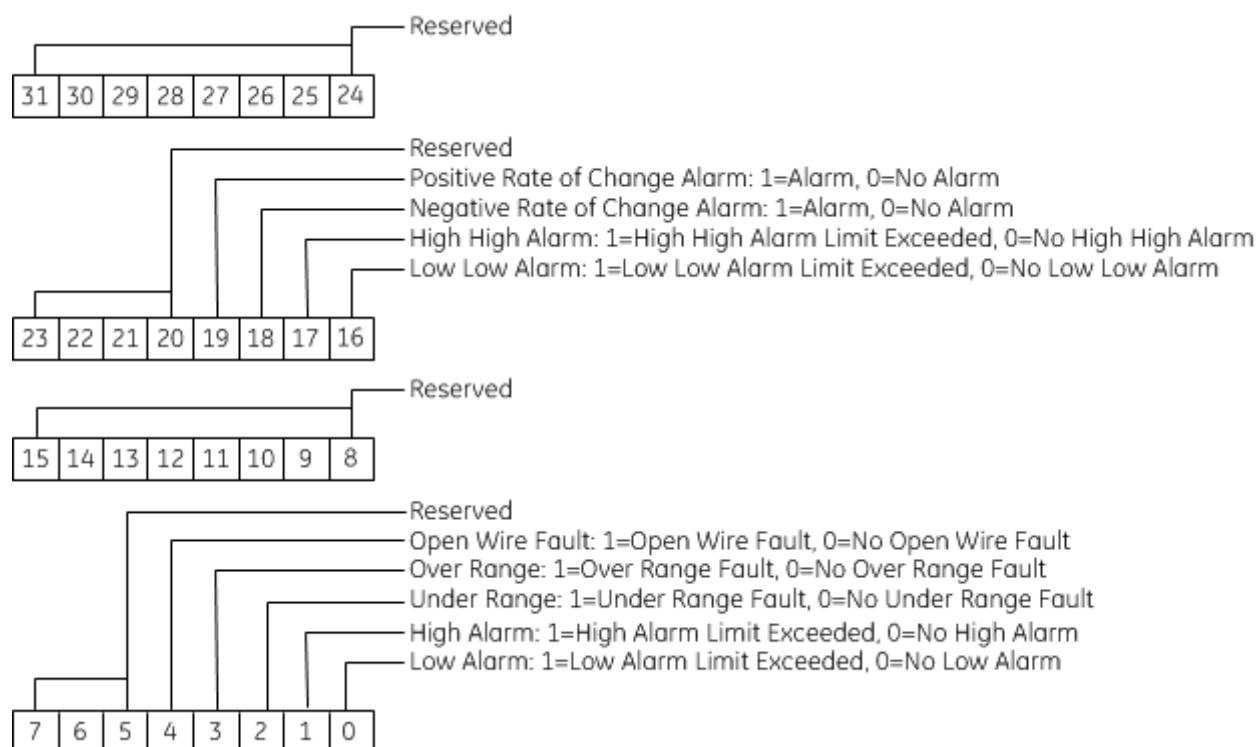 Reserved
31 30 29 28 27 26 25 24
Reserved
Positive Rate of Change Alarm: 1=Alarm, 0=No Alarm
Negative Rate of Change Alarm: 1=Alarm, 0=No Alarm
High High Alarm: 1=High High Alarm Limit Exceeded, 0=No High High Alarm
Low Low Alarm: 1=Low Low Alarm Limit Exceeded, 0=No Low Low Alarm
23 22 21 20 19 18 17 16
Reserved
15 14 13 12 11 10 9 8
Reserved
Open Wire Fault: 1=Open Wire Fault, 0=No Open Wire Fault
Over Range: 1=Over Range Fault, 0=No Over Range Fault
Under Range: 1=Under Range Fault, 0=No Under Range Fault
High Alarm: 1=High Alarm Limit Exceeded, 0=No High Alarm
Low Alarm: 1=Low Alarm Limit Exceeded, 0=No Low Alarm
7 6 5 4 3 2 1 0